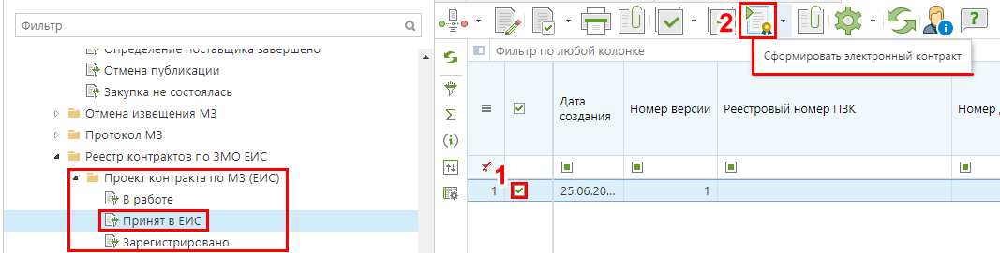 Фильтр
Определение поставщика завершено
Отмена публикации
Закупка не состоялась
Отмена извещения МЗ
Протокол МЗ
Реестр контрактов по ЗМО ЕИС
Проект контракта по МЗ (ЕИС)
В работе
Принят в ЕИС
Зарегистрировано
2
Сформировать электронный контракт
Фильтр по любой колонке
Дата создания
Номер версии
Реестровый номер ПЗК
Номер
1
1
25.06.20...
1